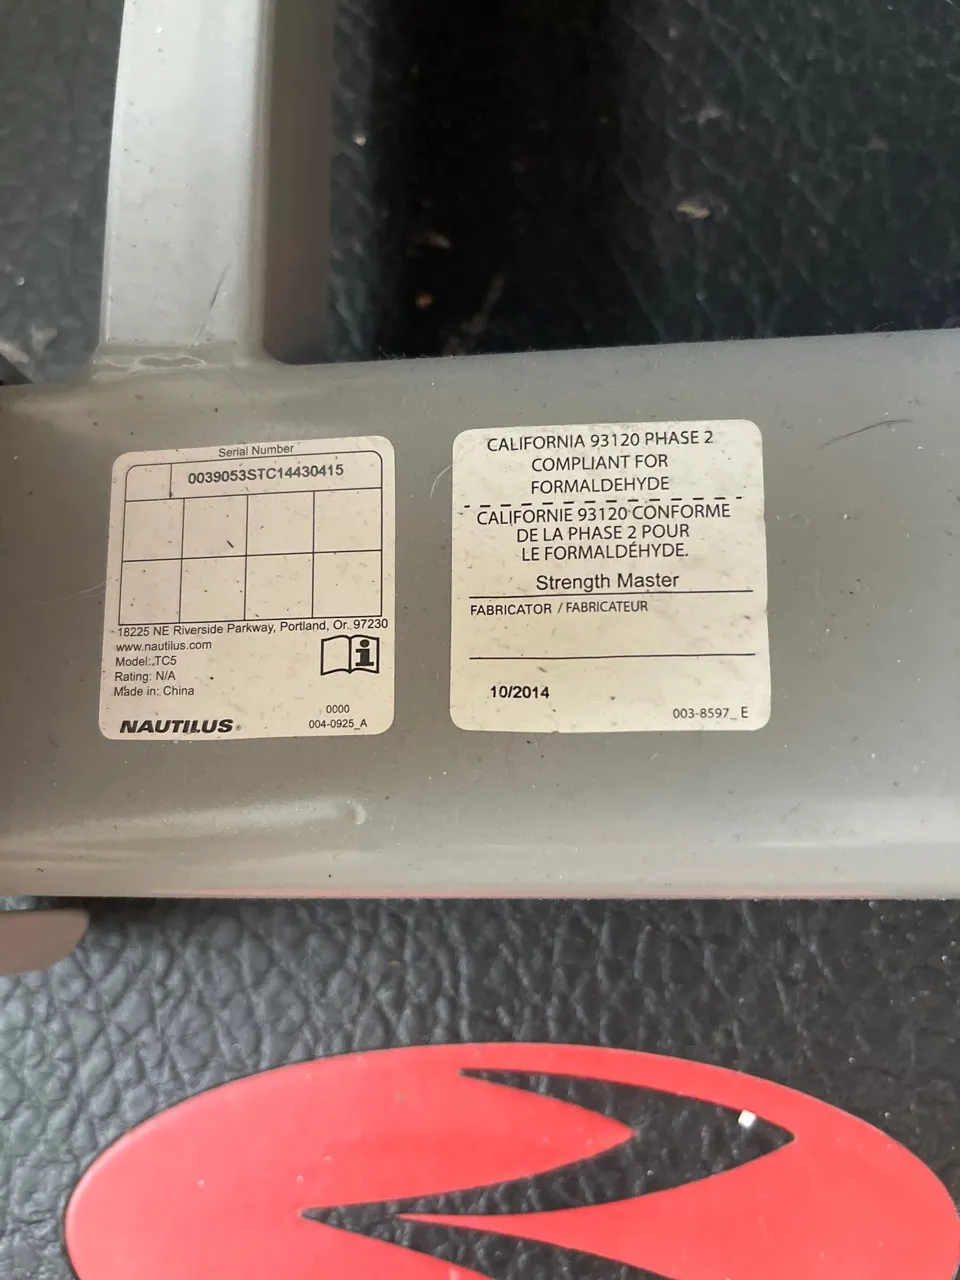 Serial Number
0039053STC14430415
18225 NE Riverside Parkway, Portland, Or. 97230
www.nautilus.com
Model: TC5
Rating: N/A
Made in: China
0000
NAUTILUS®
004-0925_A
CALIFORNIA 93120 PHASE 2
COMPLIANT FOR
FORMALDEHYDE
CALIFORNIE 93120 CONFORME
DE LA PHASE 2 POUR
LE FORMALDÉHYDE.
Strength Master
FABRICATOR / FABRICATEUR
10/2014
003-8597_ E